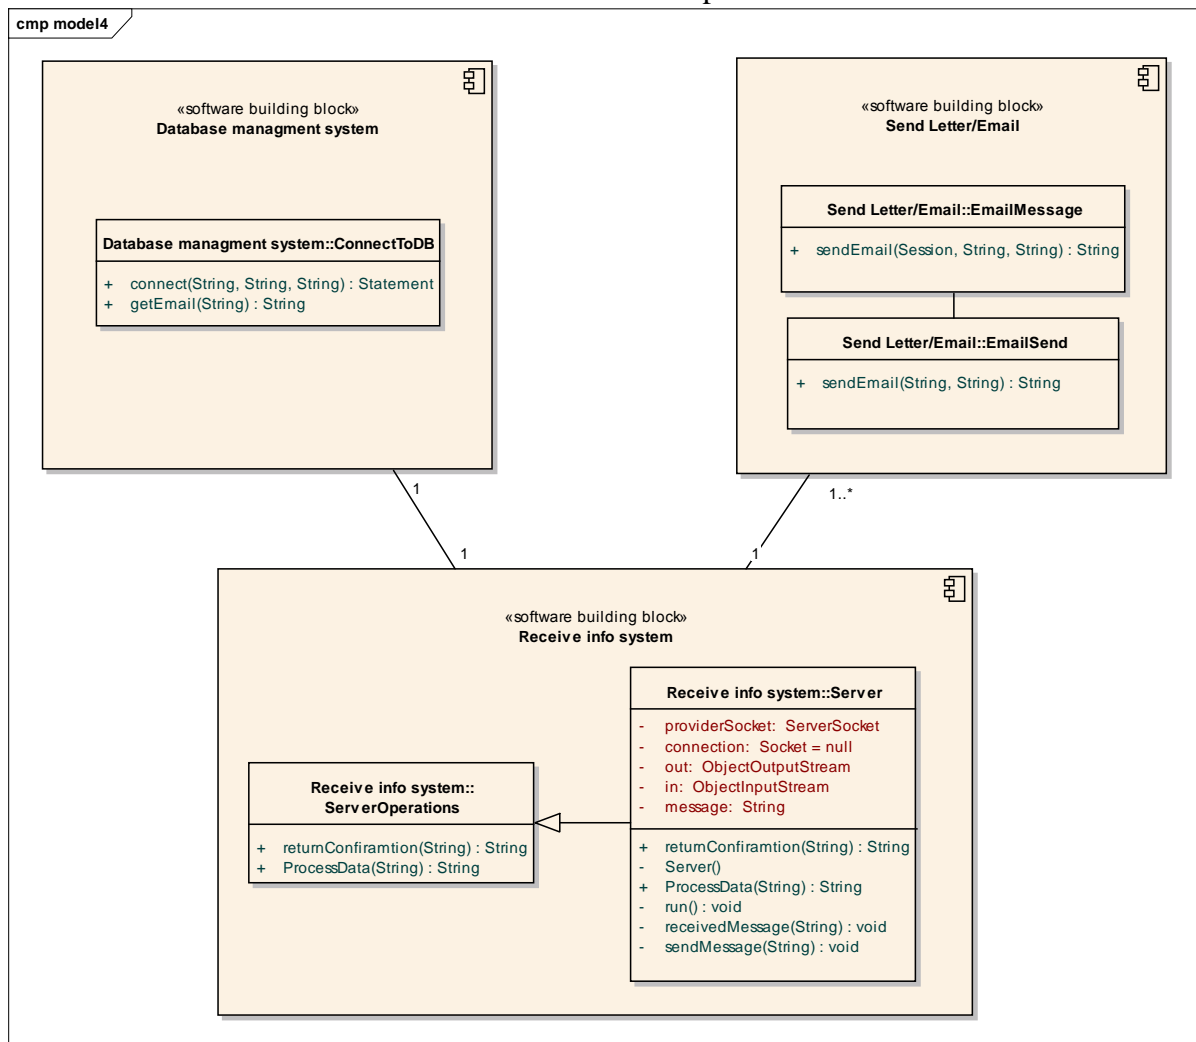 cmp model4
«software building block»
Database managment system
Database managment system::ConnectToDB
+ connect(String, String, String) : Statement
+ getEmail(String) : String
«software building block»
Send Letter/Email
Send Letter/Email::EmailMessage
+ sendEmail(Session, String, String) : String
Send Letter/Email::EmailSend
+ sendEmail(String, String) : String
1
1..*
1
1
«software building block»
Receive info system
Receive info system::
ServerOperations
+ returnConfiramtion(String) : String
+ ProcessData(String) : String
Receive info system::Server
- providerSocket: ServerSocket
- connection: Socket = null
- out: ObjectOutputStream
- in: ObjectInputStream
- message: String
+ returnConfiramtion(String) : String
- Server()
+ ProcessData(String) : String
- run() : void
- receivedMessage(String) : void
- sendMessage(String) : void